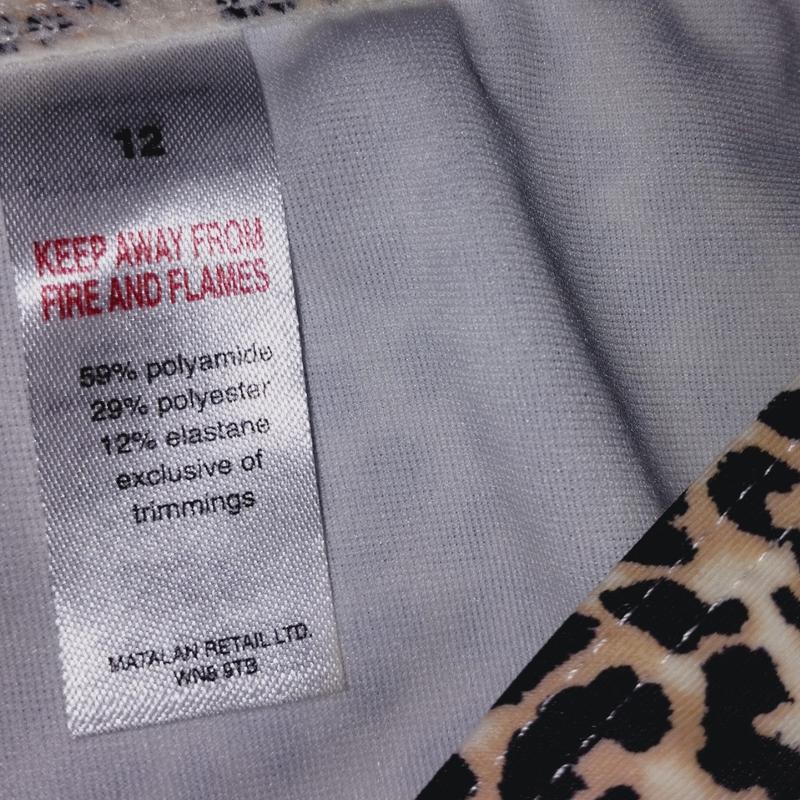 12
KEEP AWAY FROM
FIRE AND FLAMES
59% polyamide
29% polyester
12% elastane
exclusive of
trimmings
MATALAN RETAIL LTD.
WN8 9TB